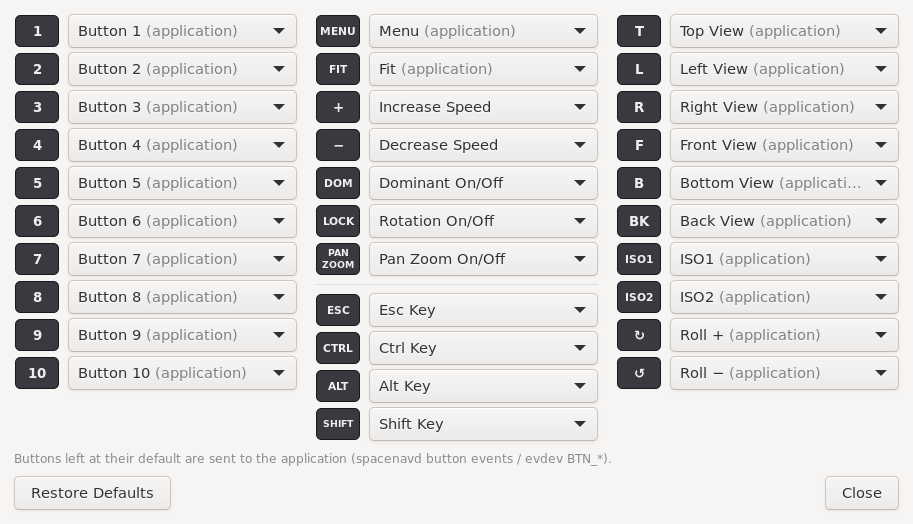 1 Button 1 (application)
2 Button 2 (application)
3 Button 3 (application)
4 Button 4 (application)
5 Button 5 (application)
6 Button 6 (application)
7 Button 7 (application)
8 Button 8 (application)
9 Button 9 (application)
10 Button 10 (application)
MENU Menu (application)
FIT Fit (application)
+ Increase Speed
− Decrease Speed
DOM Dominant On/Off
LOCK Rotation On/Off
PAN
ZOOM Pan Zoom On/Off
ESC Esc Key
CTRL Ctrl Key
ALT Alt Key
SHIFT Shift Key
T Top View (application)
L Left View (application)
R Right View (application)
F Front View (application)
B Bottom View (applicati…
BK Back View (application)
ISO1 ISO1 (application)
ISO2 ISO2 (application)
↻ Roll + (application)
↺ Roll − (application)
Buttons left at their default are sent to the application (spacenavd button events / evdev BTN_*).
Restore Defaults
Close